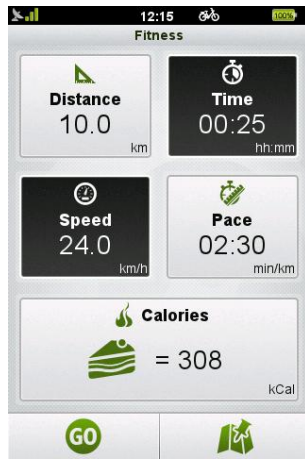 12:15
100%
Fitness
Distance
10.0
km
Time
00:25
hh:mm
Speed
24.0
km/h
Pace
02:30
min/km
Calories
= 308
kCal
GO